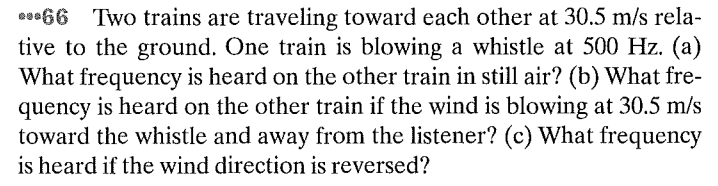 •••66 Two trains are traveling toward each other at 30.5 m/s rela-
tive to the ground. One train is blowing a whistle at 500 Hz. (a)
What frequency is heard on the other train in still air? (b) What fre-
quency is heard on the other train if the wind is blowing at 30.5 m/s
toward the whistle and away from the listener? (c) What frequency
is heard if the wind direction is reversed?